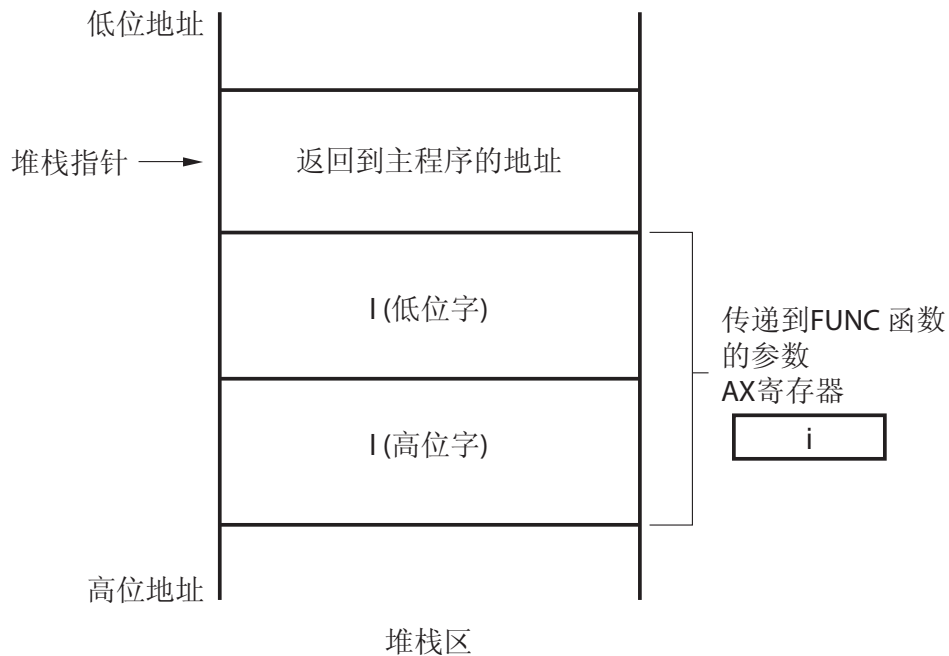 低位地址
堆栈指针
返回到主程序的地址
l (低位字)
l (高位字)
传递到FUNC 函数
的参数
AX寄存器
i
高位地址
堆栈区